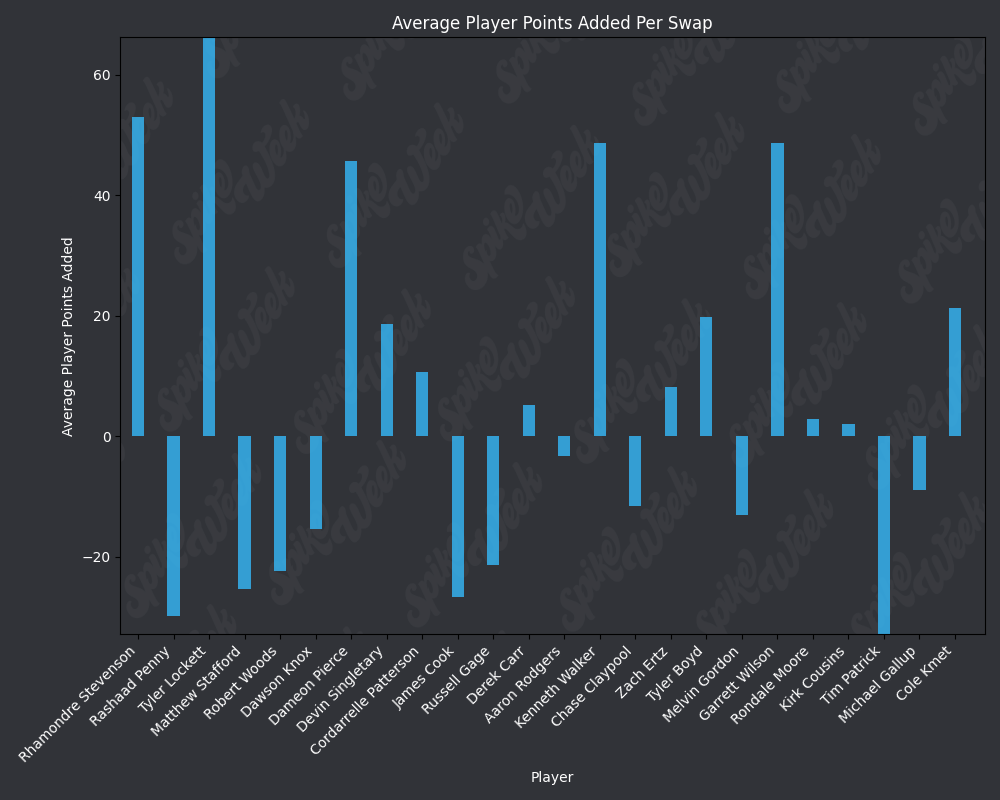 Average Player Points Added Per Swap
Average Player Points Added
60
40
20
0
−20
Rhamondre Stevenson
Rashaad Penny
Tyler Lockett
Matthew Stafford
Robert Woods
Dawson Knox
Dameon Pierce
Devin Singletary
Cordarrelle Patterson
James Cook
Russell Gage
Derek Carr
Aaron Rodgers
Kenneth Walker
Chase Claypool
Zach Ertz
Tyler Boyd
Melvin Gordon
Garrett Wilson
Rondale Moore
Kirk Cousins
Tim Patrick
Michael Gallup
Cole Kmet
Player
Spike Week